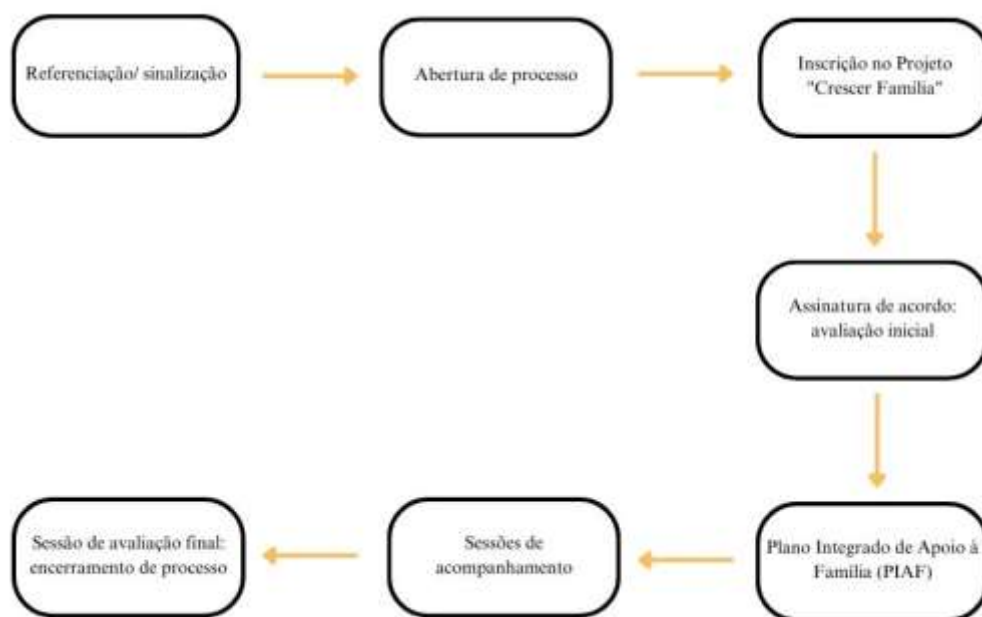 Referenciação/ sinalização
Abertura de processo
Inscrição no Projeto
"Crescer Família"
Assinatura de acordo:
avaliação inicial
Plano Integrado de Apoio à
Família (PIAF)
Sessões de
acompanhamento
Sessão de avaliação final:
encerramento de processo